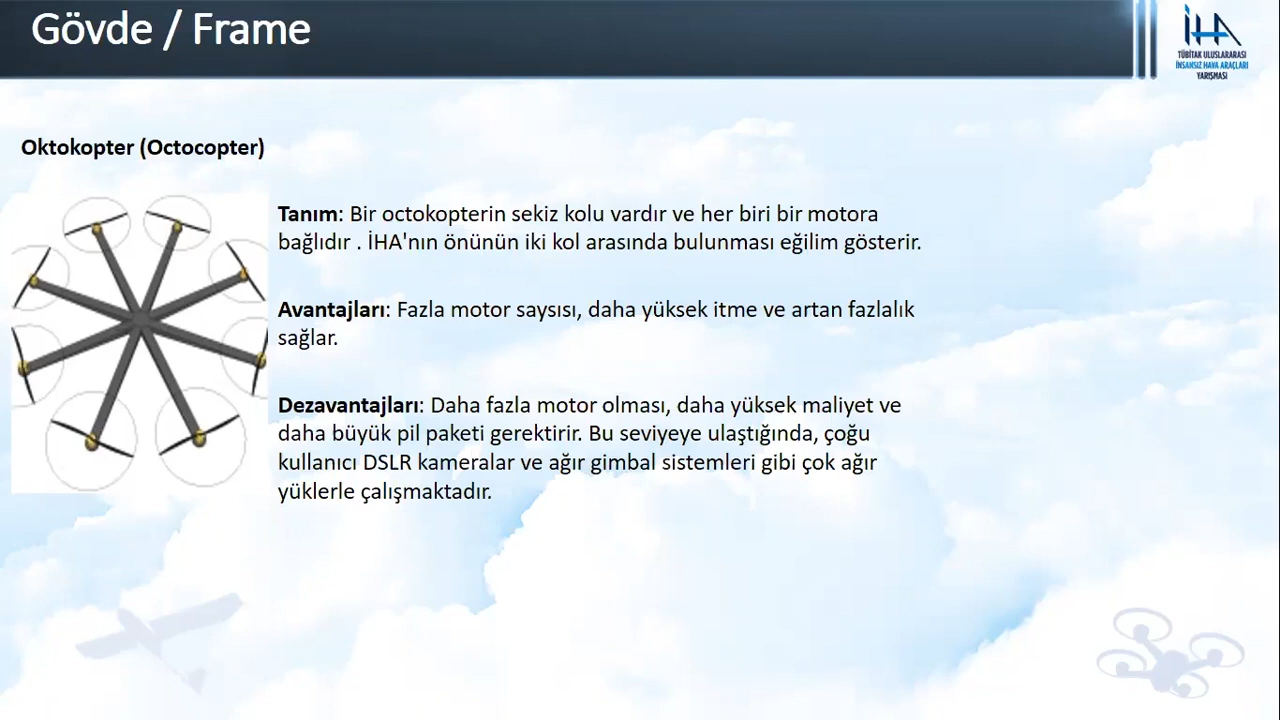 Gövde / Frame
İHA
TÜBİTAK ULUSLARARASI
İNSANSIZ HAVA ARAÇLARI
YARIŞMASI
Oktokopter (Octocopter)
Tanım: Bir octokopterin sekiz kolu vardır ve her biri bir motora
bağlıdır . İHA'nın önünün iki kol arasında bulunması eğilim gösterir.
Avantajları: Fazla motor saysısı, daha yüksek itme ve artan fazlalık
sağlar.
Dezavantajları: Daha fazla motor olması, daha yüksek maliyet ve
daha büyük pil paketi gerektirir. Bu seviyeye ulaştığında, çoğu
kullanıcı DSLR kameralar ve ağır gimbal sistemleri gibi çok ağır
yüklerle çalışmaktadır.